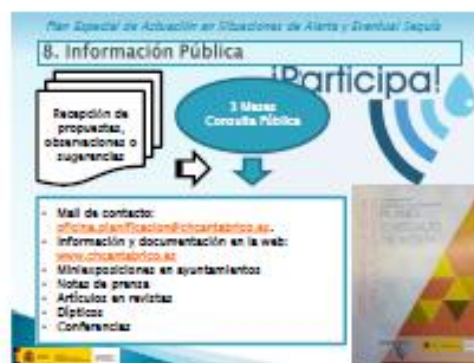 Plan Especial de Actuación en Situaciones de Alerta y Eventual Sequía
8. Información Pública
¡Participa!
Recepción de
propuestas,
observaciones o
sugerencias
3 Meses
Consulta Pública
- Mail de contacto:
oficina.planificacion@chcantabrico.es.
- Información y documentación en la web:
www.chcantabrico.es
- Miniexposiciones en ayuntamientos
- Notas de prensa
- Artículos en revistas
- Dípticos
- Conferencias